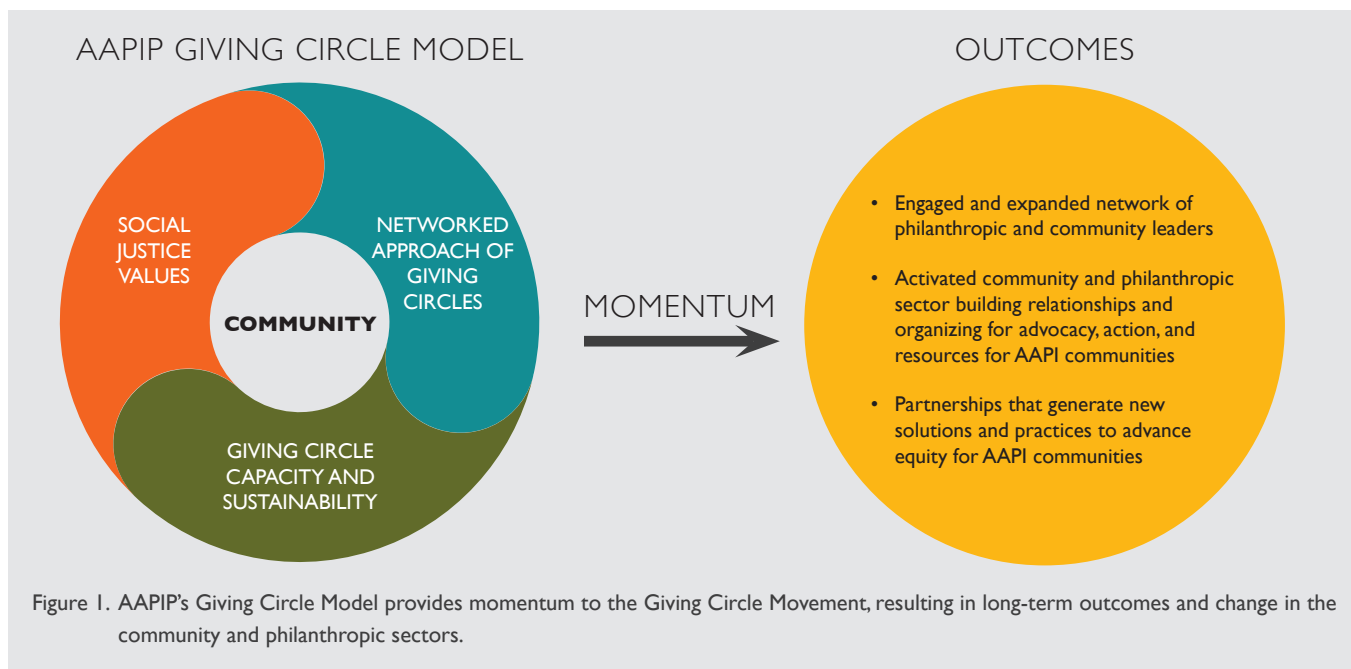 AAPIP GIVING CIRCLE MODEL
SOCIAL
JUSTICE
VALUES
NETWORKED
APPROACH OF
GIVING
CIRCLES
COMMUNITY
GIVING CIRCLE
CAPACITY AND
SUSTAINABILITY
MOMENTUM
OUTCOMES
• Engaged and expanded network of
philanthropic and community leaders
• Activated community and philanthropic
sector building relationships and
organizing for advocacy, action, and
resources for AAPI communities
• Partnerships that generate new
solutions and practices to advance
equity for AAPI communities
Figure 1. AAPIP's Giving Circle Model provides momentum to the Giving Circle Movement, resulting in long-term outcomes and change in the
community and philanthropic sectors.